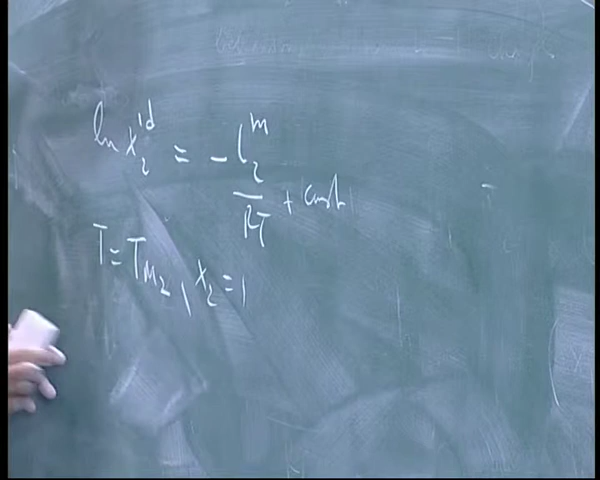 ln x₂^id = - l₂^m / RT + const
T = T_M₂, x₂ = 1